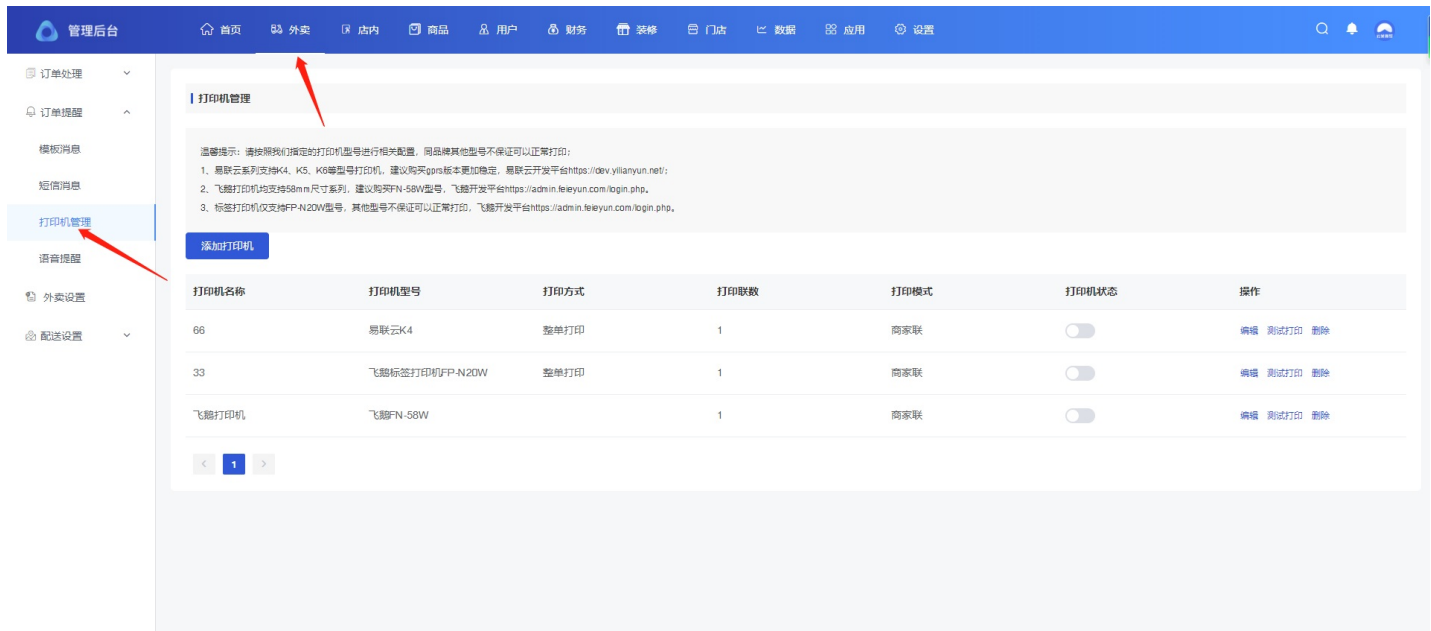 管理后台 首页 外卖 店内 商品 用户 财务 装修 门店 数据 应用 设置
订单处理
订单提醒
模板消息
短信消息
打印机管理
语音提醒
外卖设置
配送设置
打印机管理
温馨提示：请按照我们指定的打印机型号进行相关配置，同品牌其他型号不保证可以正常打印；
1、易联云系列支持K4、K5、K6等型号打印机，建议购买gprs版本更加稳定，易联云开发平台https://dev.yilianyun.net/;
2、飞鹅打印机均支持58mm尺寸系列，建议购买FN-58W型号，飞鹅开发平台https://admin.feieyun.com/login.php。
3、标签打印机仅支持FP-N20W型号，其他型号不保证可以正常打印，飞鹅开发平台https://admin.feieyun.com/login.php。
添加打印机
打印机名称 打印机型号 打印方式 打印联数 打印模式 打印机状态 操作
66 易联云K4 整单打印 1 商家联 编辑 测试打印 删除
33 飞鹅标签打印机FP-N20W 整单打印 1 商家联 编辑 测试打印 删除
飞鹅打印机 飞鹅FN-58W 1 商家联 编辑 测试打印 删除
1